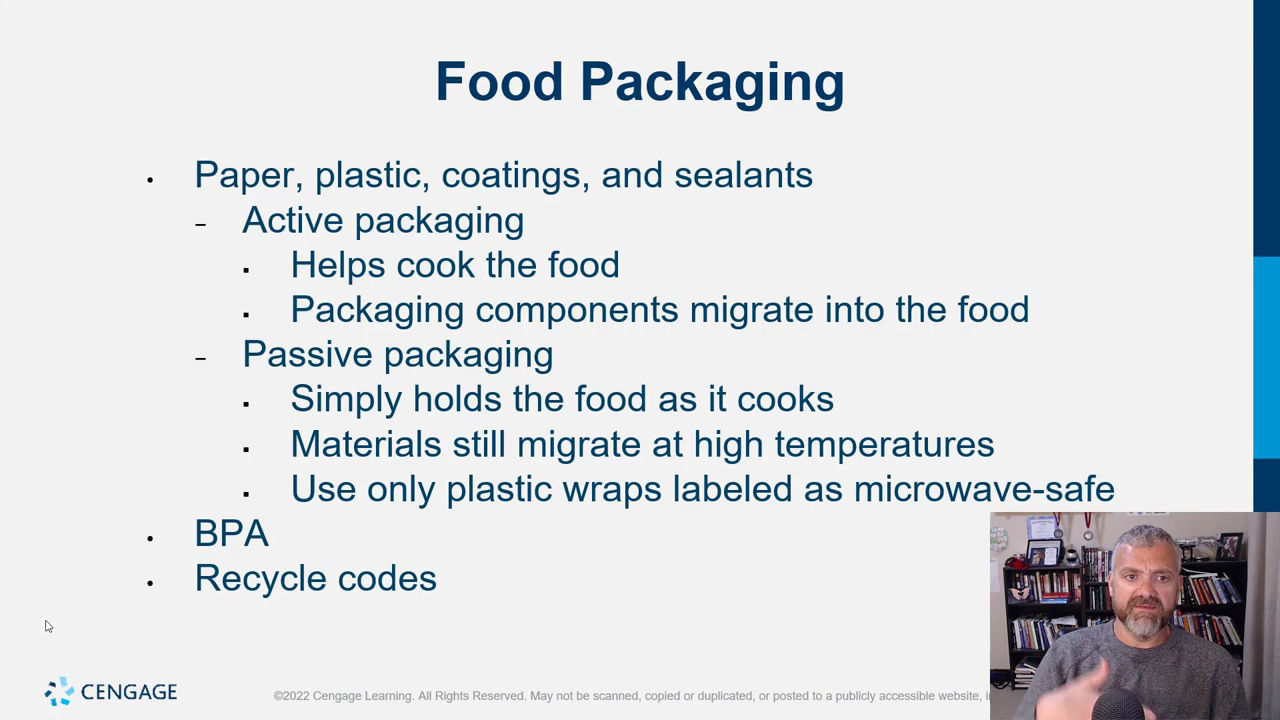 Food Packaging
Paper, plastic, coatings, and sealants
Active packaging
Helps cook the food
Packaging components migrate into the food
Passive packaging
Simply holds the food as it cooks
Materials still migrate at high temperatures
Use only plastic wraps labeled as microwave-safe
BPA
Recycle codes
CENGAGE
©2022 Cengage Learning. All Rights Reserved. May not be scanned, copied or duplicated, or posted to a publicly accessible website,